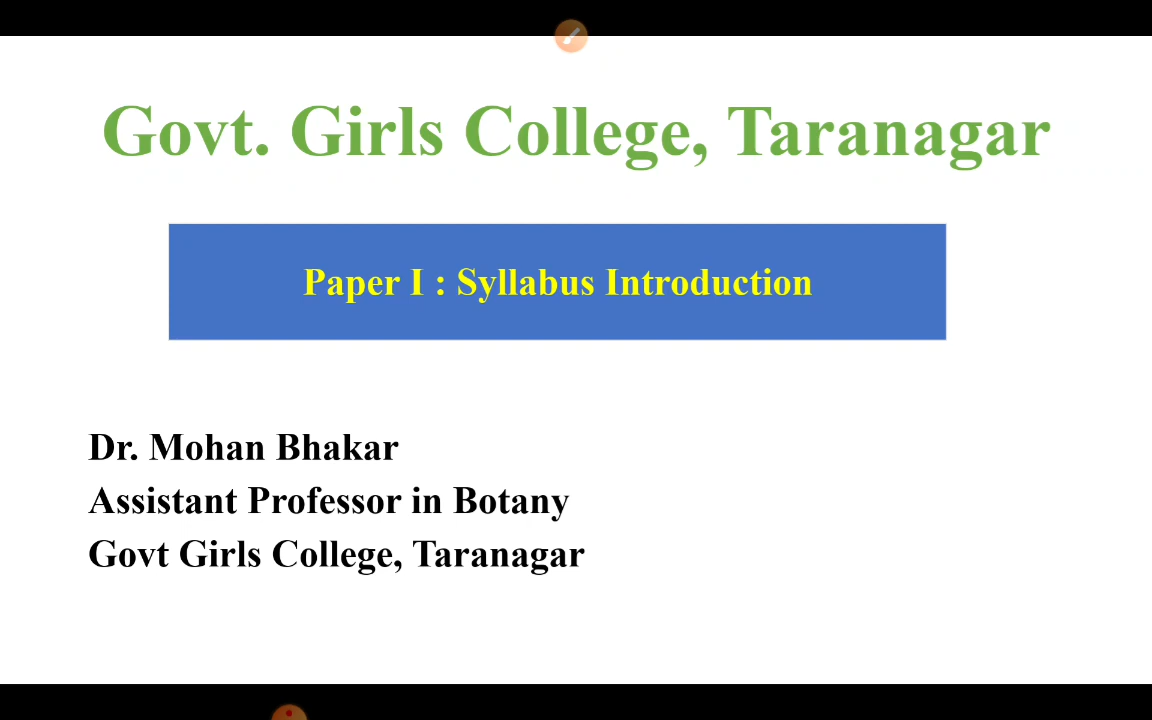 Govt. Girls College, Taranagar
Paper I : Syllabus Introduction
Dr. Mohan Bhakar
Assistant Professor in Botany
Govt Girls College, Taranagar